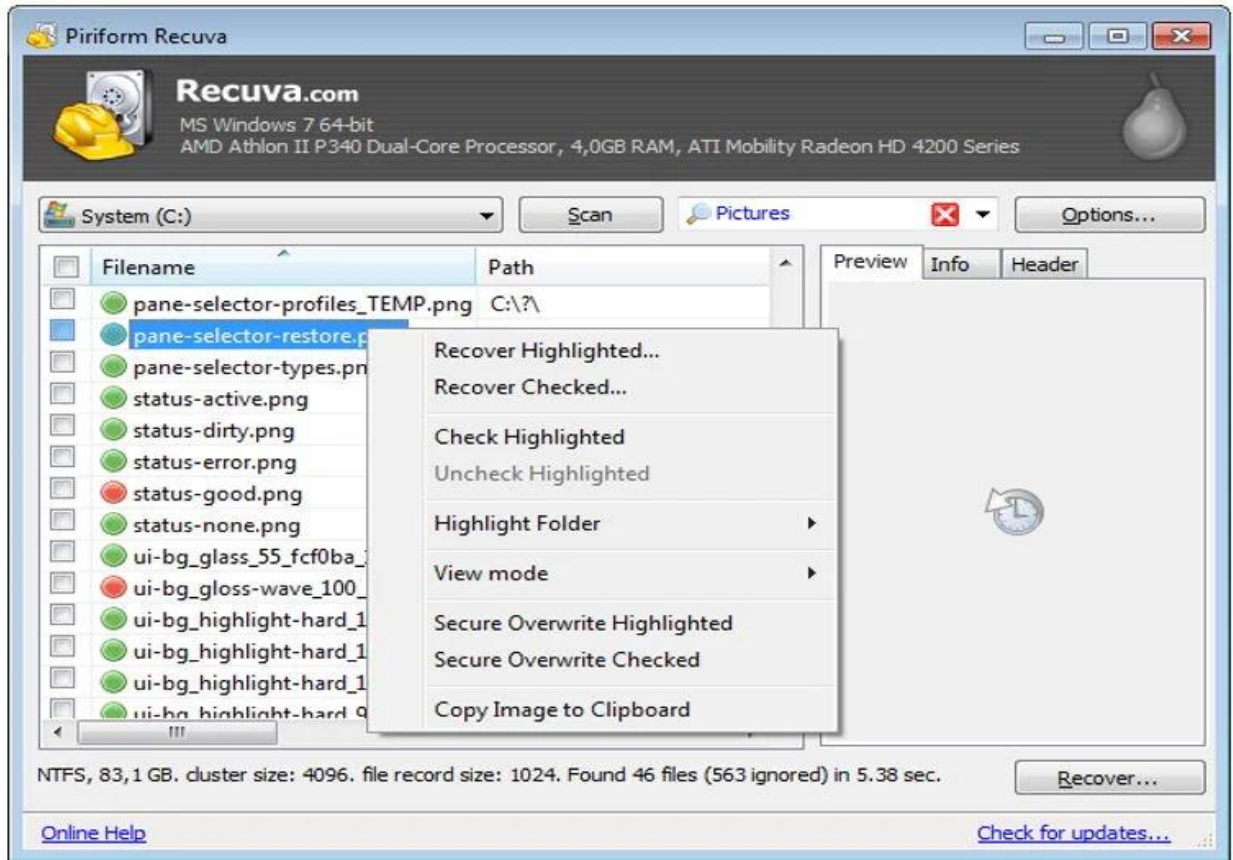 Piriform Recuva
Recuva.com
MS Windows 7 64-bit
AMD Athlon II P340 Dual-Core Processor, 4,0GB RAM, ATI Mobility Radeon HD 4200 Series
System (C:)
Scan
Pictures
Options...
Filename
Path
Preview
Info
Header
pane-selector-profiles_TEMP.png C:\?\
pane-selector-restore.p
pane-selector-types.pn
status-active.png
status-dirty.png
status-error.png
status-good.png
status-none.png
ui-bg_glass_55_fcf0ba_
ui-bg_gloss-wave_100_
ui-bg_highlight-hard_1
ui-bg_highlight-hard_1
ui-bg_highlight-hard_1
ui-bg_highlight-hard_9
Recover Highlighted...
Recover Checked...
Check Highlighted
Uncheck Highlighted
Highlight Folder
View mode
Secure Overwrite Highlighted
Secure Overwrite Checked
Copy Image to Clipboard
NTFS, 83,1 GB. cluster size: 4096. file record size: 1024. Found 46 files (563 ignored) in 5.38 sec.
Recover...
Online Help
Check for updates...